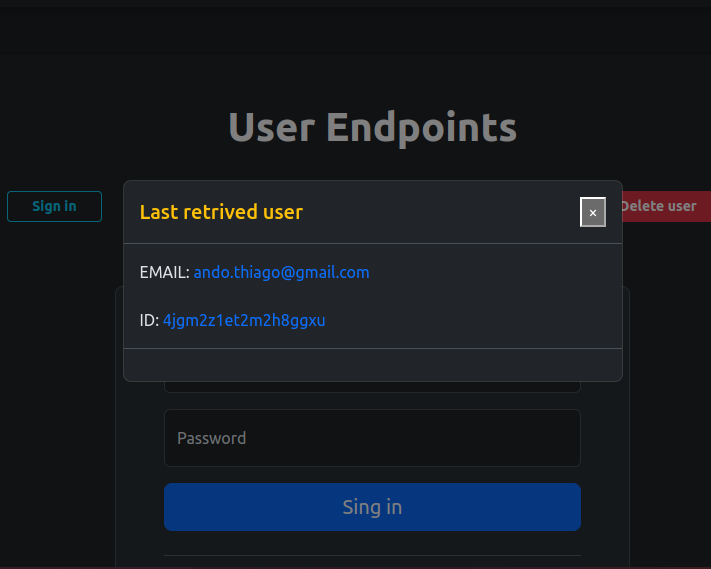 User Endpoints
Sign in
Delete user
Last retrived user
×
EMAIL: ando.thiago@gmail.com
ID: 4jgm2z1et2m2h8ggxu
Password
Sing in